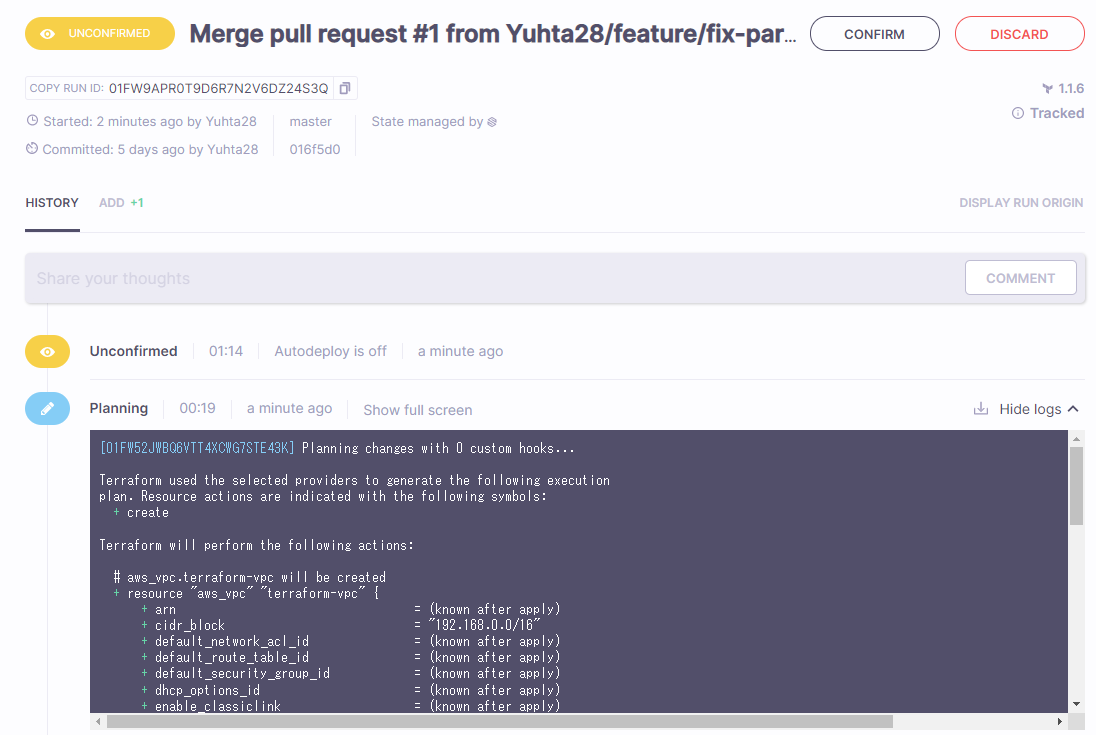 UNCONFIRMED Merge pull request #1 from Yuhta28/feature/fix-par... CONFIRM DISCARD
COPY RUN ID: 01FW9APR0T9D6R7N2V6DZ24S3Q 1.1.6
Started: 2 minutes ago by Yuhta28 master State managed by Tracked
Committed: 5 days ago by Yuhta28 016f5d0
HISTORY ADD +1 DISPLAY RUN ORIGIN
Share your thoughts COMMENT
Unconfirmed 01:14 Autodeploy is off a minute ago
Planning 00:19 a minute ago Show full screen Hide logs
[01FW52JWBQ6VTT4XCWG7STE43K] Planning changes with 0 custom hooks...
Terraform used the selected providers to generate the following execution
plan. Resource actions are indicated with the following symbols:
+ create
Terraform will perform the following actions:
# aws_vpc.terraform-vpc will be created
+ resource "aws_vpc" "terraform-vpc" {
+ arn = (known after apply)
+ cidr_block = "192.168.0.0/16"
+ default_network_acl_id = (known after apply)
+ default_route_table_id = (known after apply)
+ default_security_group_id = (known after apply)
+ dhcp_options_id = (known after apply)
+ enable_classiclink = (known after apply)